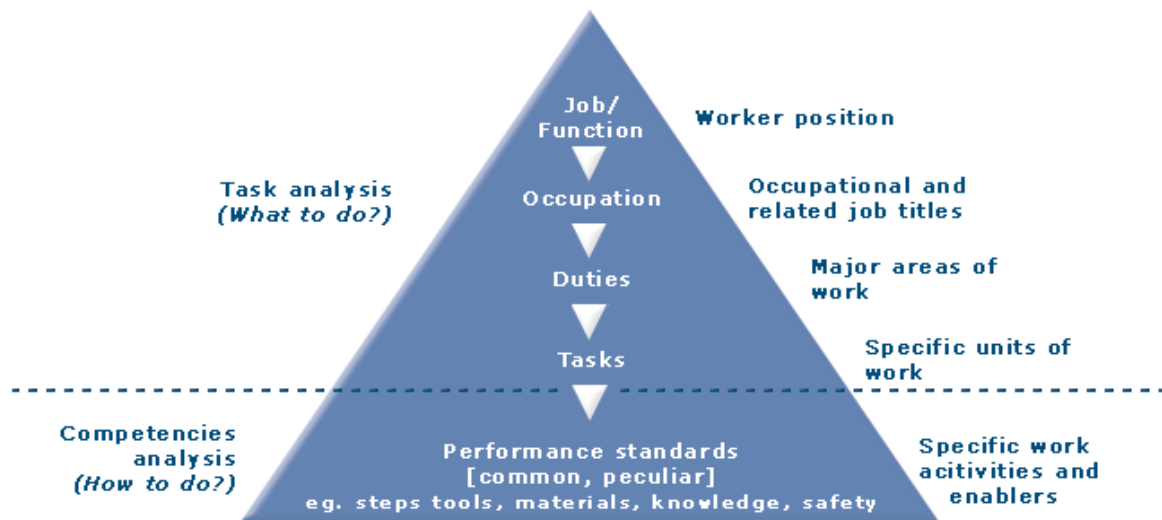 Job/
Function
Worker position
Task analysis
(What to do?)
Occupation
Occupational and
related job titles
Duties
Major areas of
work
Tasks
Specific units of
work
Competencies
analysis
(How to do?)
Performance standards
[common, peculiar]
eg. steps tools, materials, knowledge, safety
Specific work
acitivities and
enablers